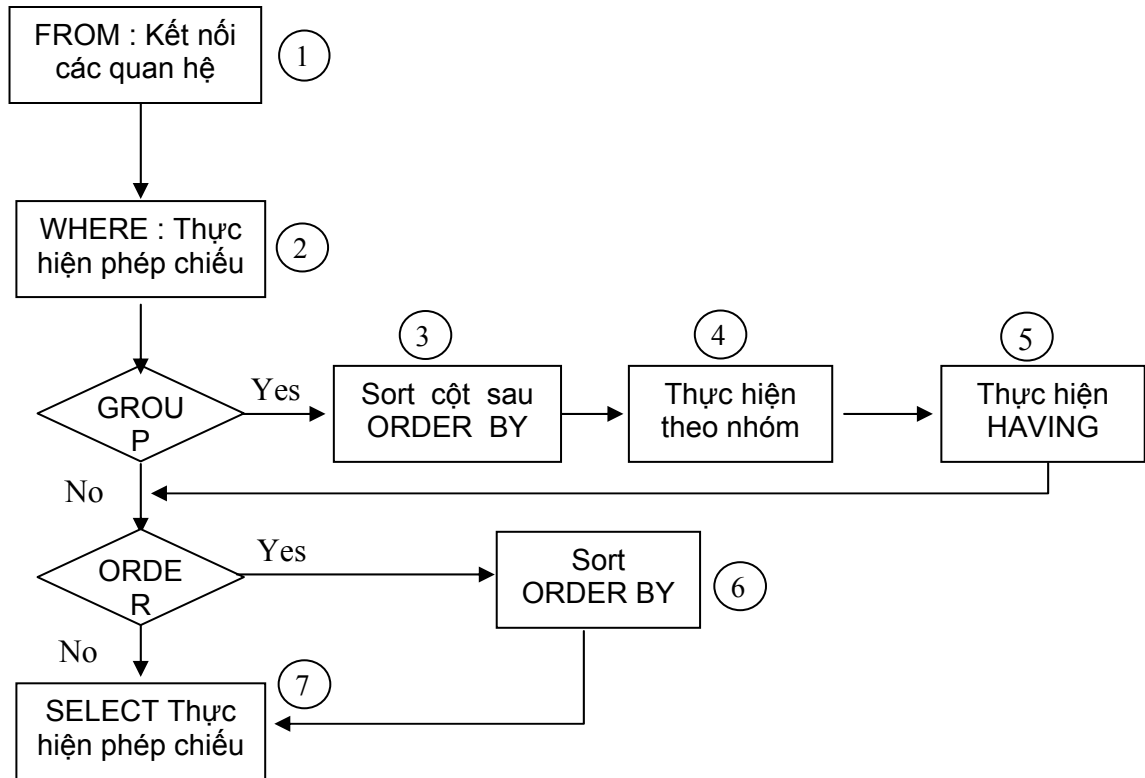 FROM : Kết nối
các quan hệ
1
WHERE : Thực
hiện phép chiếu
2
GROU
P
Yes
3
Sort cột sau
ORDER BY
4
Thực hiện
theo nhóm
5
Thực hiện
HAVING
No
ORDE
R
Yes
Sort
ORDER BY
6
No
7
SELECT Thực
hiện phép chiếu